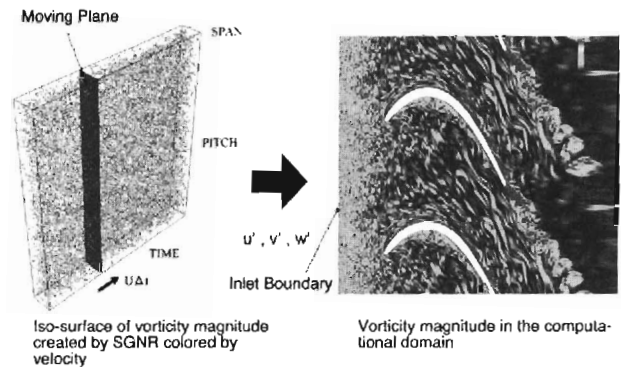 Moving Plane
SPAN
PITCH
TIME
UΔt
u' , v' , w'
Inlet Boundary
Iso-surface of vorticity magnitude
created by SGNR colored by
velocity
Vorticity magnitude in the computa-
tional domain